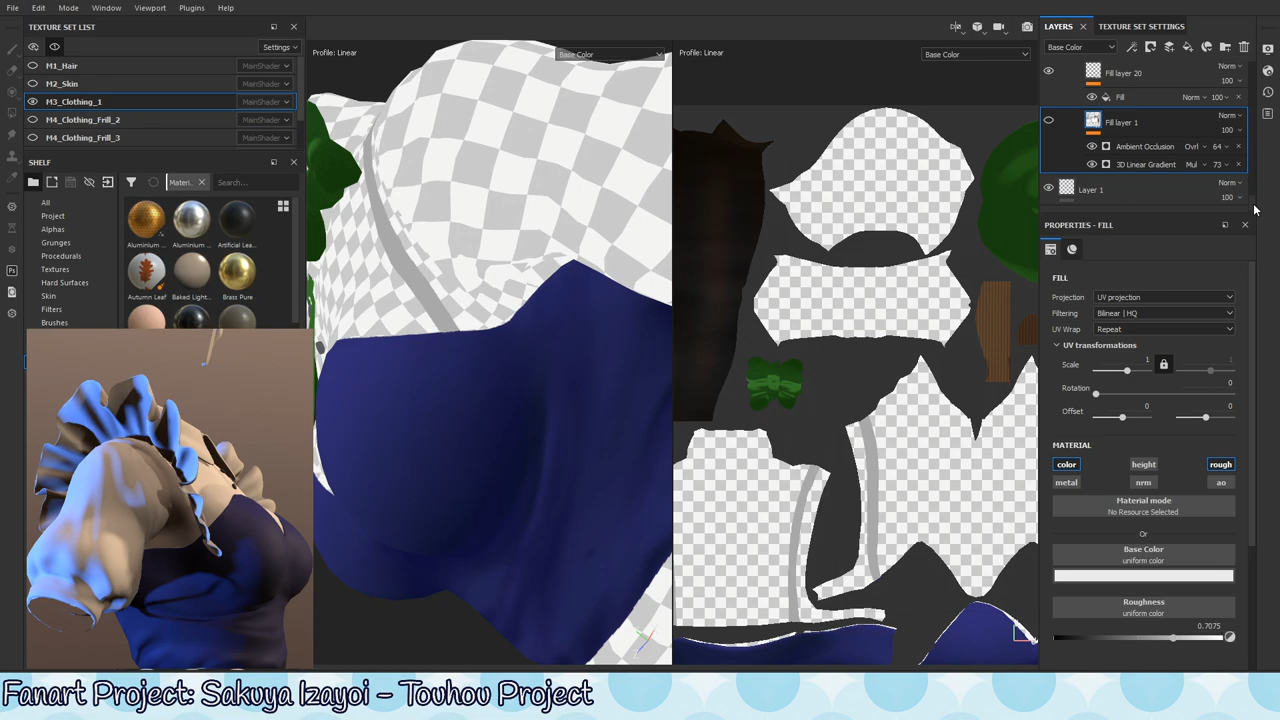 File Edit Mode Window Viewport Plugins Help
TEXTURE SET LIST
Settings
M1_Hair MainShader
M2_Skin MainShader
M3_Clothing_1 MainShader
M4_Clothing_Frill_2 MainShader
M4_Clothing_Frill_3 MainShader
SHELF
Materi... Search...
All
Project
Alphas
Grunges
Procedurals
Textures
Hard Surfaces
Skin
Filters
Brushes
Aluminium ... Aluminium ... Artificial Lea...
Autumn Leaf Baked Light... Brass Pure
Profile: Linear
Base Color
Profile: Linear
Base Color
LAYERS TEXTURE SET SETTINGS
Base Color
Fill layer 20 Norm 100
Fill Norm 100
Fill layer 1 Norm 100
Ambient Occlusion Ovrl 64
3D Linear Gradient Mul 73
Layer 1 Norm 100
PROPERTIES - FILL
FILL
Projection UV projection
Filtering Bilinear | HQ
UV Wrap Repeat
UV transformations
Scale 1 1
Rotation 0
Offset 0 0
MATERIAL
color height rough
metal nrm ao
Material mode
No Resource Selected
Or
Base Color
uniform color
Roughness
uniform color
0.7075
Ps
Fanart Project: Sakuya Izayoi - Touhou Project